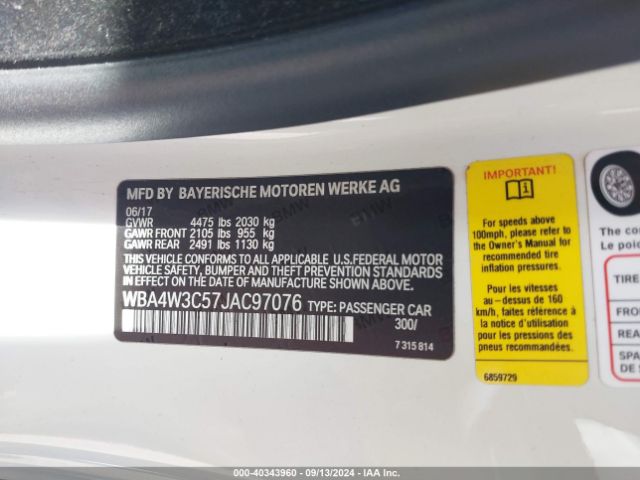 MFD BY BAYERISCHE MOTOREN WERKE AG
06/17
GVWR 4475 lbs 2030 kg
GAWR FRONT 2105 lbs 955 kg
GAWR REAR 2491 lbs 1130 kg
THIS VEHICLE CONFORMS TO ALL APPLICABLE U.S.FEDERAL MOTOR
VEHICLE SAFETY, BUMPER, AND THEFT PREVENTION STANDARDS
IN EFFECT ON THE DATE OF MANUFACTURE SHOWN ABOVE.
WBA4W3C57JAC97076 TYPE: PASSENGER CAR
300/
7 315 814
IMPORTANT!
For speeds above
100mph, please refer to
the Owner's Manual for
recommended tire
inflation pressures.
Pour les vitesses
au-dessus de 160
km/h, referez-vous à
la notice d'utilisation
pour les pressions des
pneus recommandées.
6859729
The
Le poid
TIRE
PNE
FRO
REA
SPA
DE S
000-40343960 - 09/13/2024 - IAA Inc.